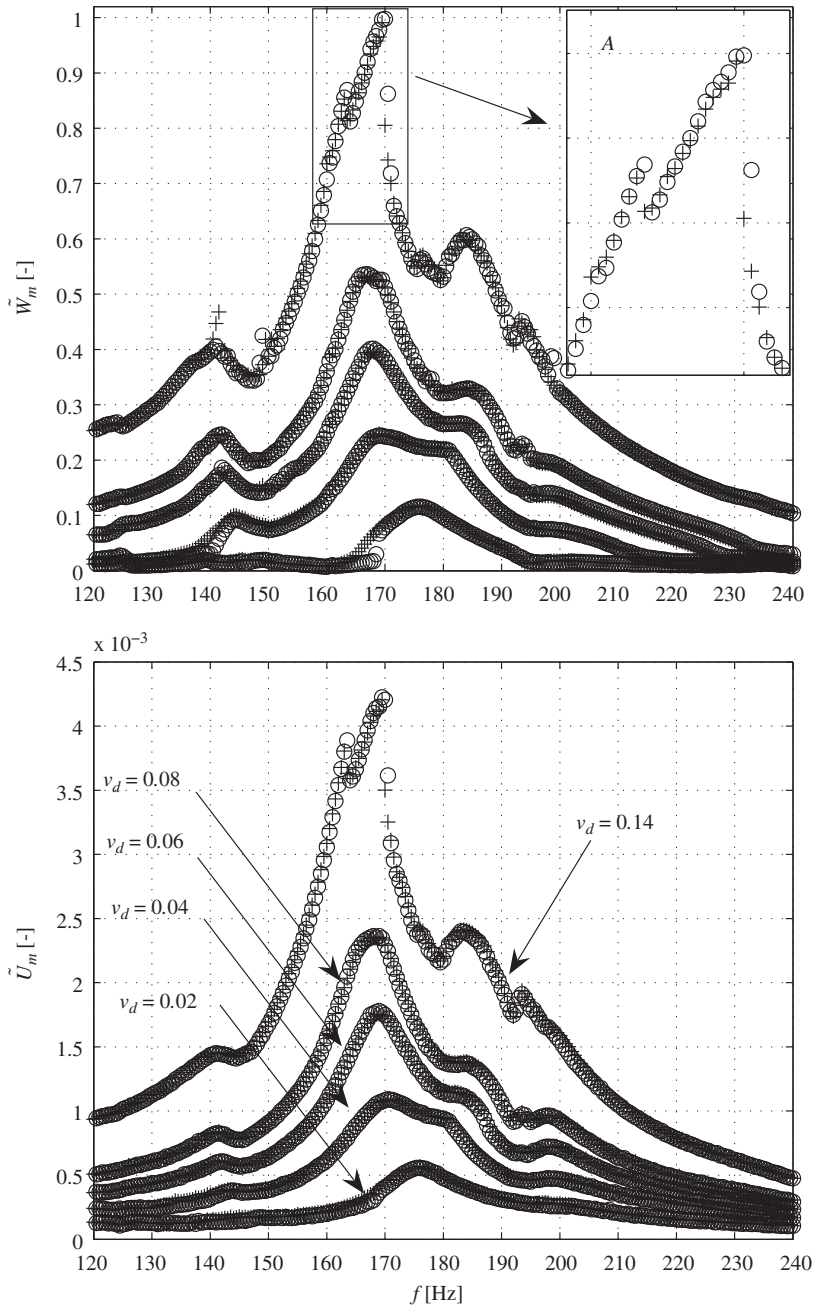 1
0.9
0.8
0.7
0.6
0.5
0.4
0.3
0.2
0.1
0
W̃m [-]
A
120 130 140 150 160 170 180 190 200 210 220 230 240
x 10⁻³
4.5
4
3.5
3
2.5
2
1.5
1
0.5
0
Ũm [-]
vd = 0.08
vd = 0.06
vd = 0.04
vd = 0.02
vd = 0.14
120 130 140 150 160 170 180 190 200 210 220 230 240
f [Hz]